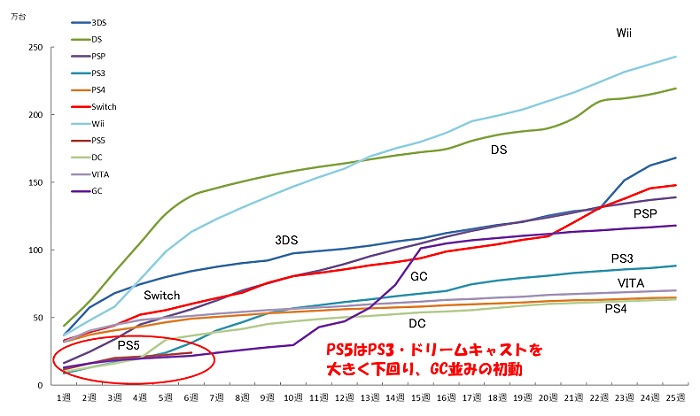 万台
Wii
250
200
150
100
50
0
3DS
DS
PSP
PS3
PS4
Switch
Wii
PS5
DC
VITA
GC
DS
3DS
PSP
PS3
GC
VITA
Switch
PS4
DC
PS5
PS5はPS3・ドリームキャストを
大きく下回り、GC並みの初動
1週 2週 3週 4週 5週 6週 7週 8週 9週 10週 11週 12週 13週 14週 15週 16週 17週 18週 19週 20週 21週 22週 23週 24週 25週